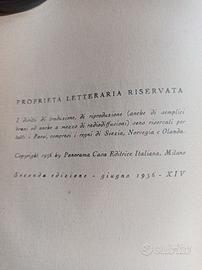 PROPRIETÀ LETTERARIA RISERVATA
I diritti di traduzione, di riproduzione (anche di semplici
brani od anche a mezzo di radiodiffusioni) sono riservati per
tutti i Paesi, compresi i regni di Svezia, Norvegia e Olanda.
Copyright 1936 by Panorama Casa Editrice Italiana, Milano
Seconda edizione - giugno 1936 - XIV
subito